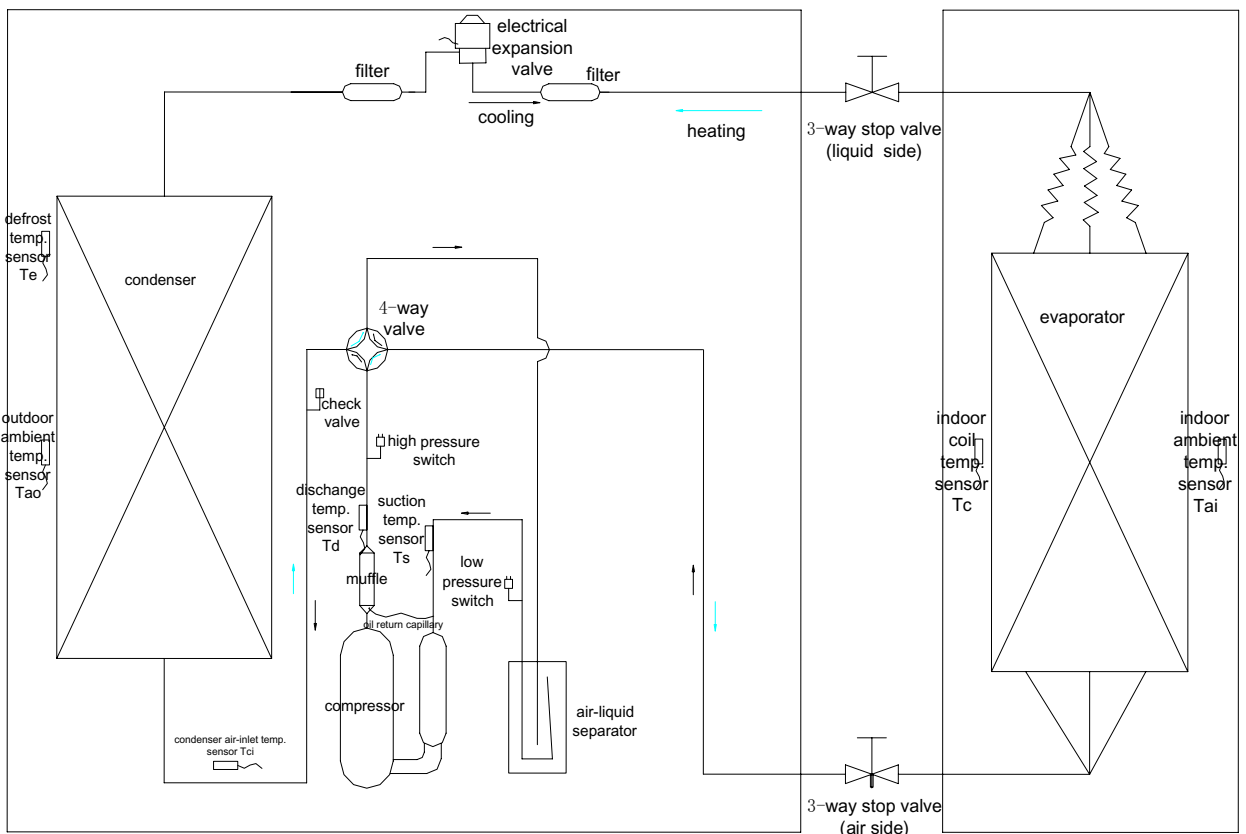 electrical
expansion
valve
filter
filter
cooling
heating
3-way stop valve
(liquid side)
defrost
temp.
sensor
Te
condenser
4-way
valve
evaporator
check
valve
outdoor
ambient
temp.
sensor
Tao
high pressure
switch
indoor
coil
temp.
sensor
Tc
indoor
ambient
temp.
sensor
Tai
dischange
temp.
sensor
Td
suction
temp.
sensor
Ts
low
pressure
switch
muffle
oil return capillary
compressor
air-liquid
separator
condenser air-inlet temp.
sensor Tci
3-way stop valve
(air side)